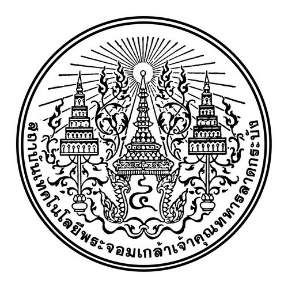 สถาบันเทคโนโลยีพระจอมเกล้าเจ้าคุณทหารลาดกระบัง
๔